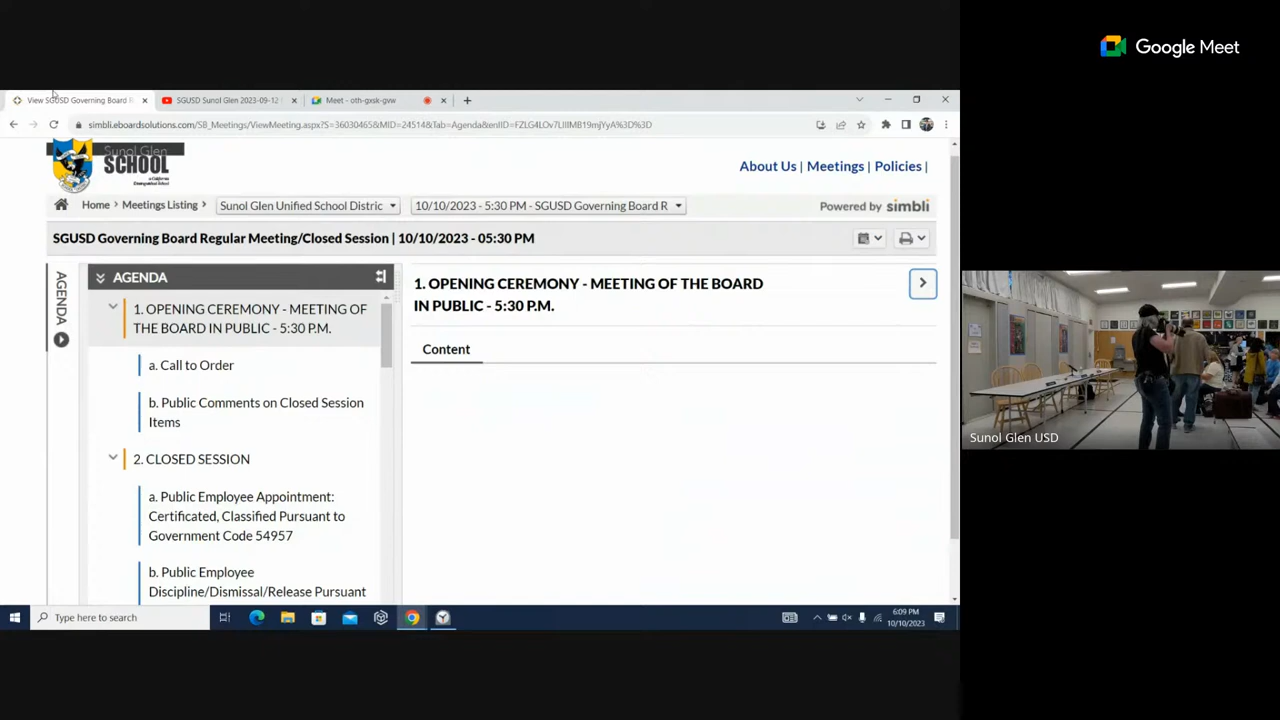 Google Meet
View SGUSD Governing Board R
SGUSD Sunol Glen 2023-09-12
Meet - oth-gxsk-gvw
simbli.eboardsolutions.com/SB_Meetings/ViewMeeting.aspx?S=36030465&MID=24514&Tab=Agenda&enIID=FZLG4LOv7LIIIMB19mjYyA%3D%3D
Sunol Glen
SCHOOL
About Us | Meetings | Policies |
Home > Meetings Listing >
Sunol Glen Unified School Distric
10/10/2023 - 5:30 PM - SGUSD Governing Board R
Powered by simbli
SGUSD Governing Board Regular Meeting/Closed Session | 10/10/2023 - 05:30 PM
AGENDA
AGENDA
1. OPENING CEREMONY - MEETING OF
THE BOARD IN PUBLIC - 5:30 P.M.
a. Call to Order
b. Public Comments on Closed Session
Items
2. CLOSED SESSION
a. Public Employee Appointment:
Certificated, Classified Pursuant to
Government Code 54957
b. Public Employee
Discipline/Dismissal/Release Pursuant
1. OPENING CEREMONY - MEETING OF THE BOARD
IN PUBLIC - 5:30 P.M.
Content
Sunol Glen USD
Type here to search
6:09 PM
10/10/2023